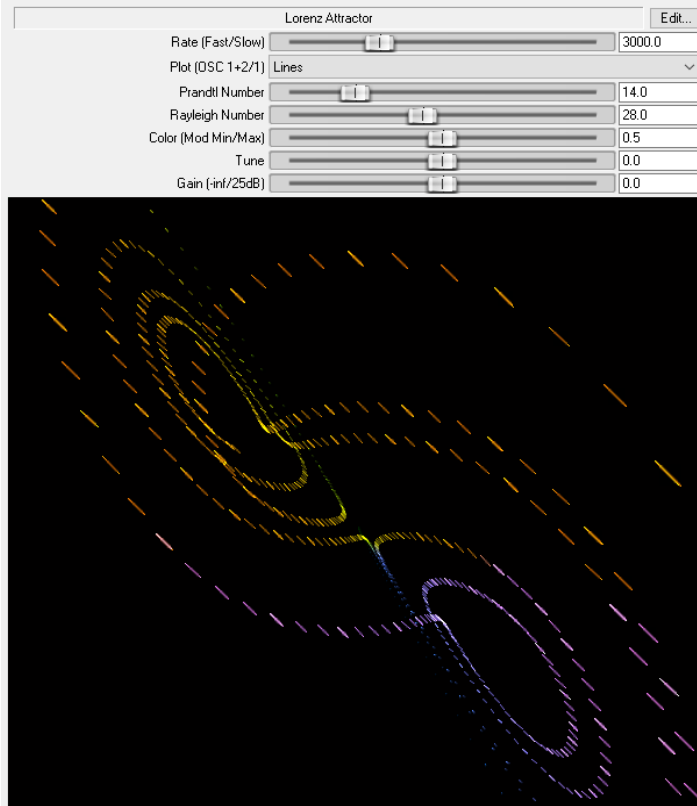 Lorenz Attractor Edit...
Rate (Fast/Slow) 3000.0
Plot (OSC 1+2/1) Lines
Prandtl Number 14.0
Rayleigh Number 28.0
Color (Mod Min/Max) 0.5
Tune 0.0
Gain (-inf/25dB) 0.0